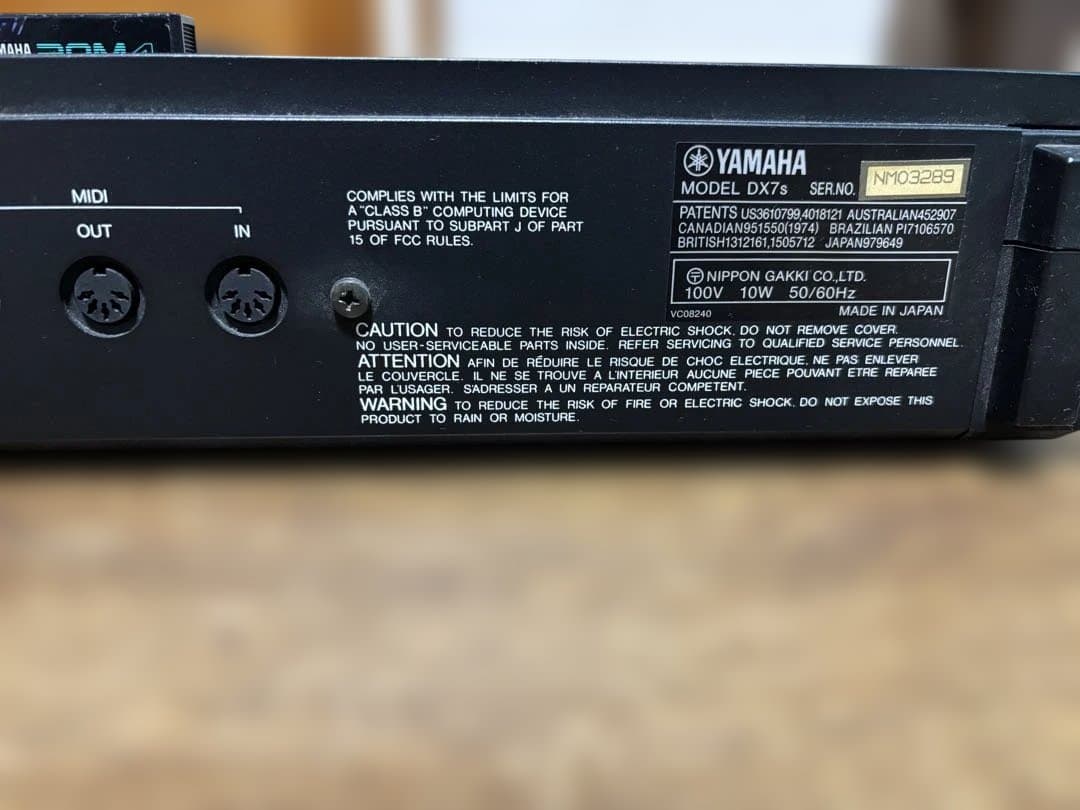 YAMAHA ROM4
MIDI
OUT
IN
COMPLIES WITH THE LIMITS FOR
A "CLASS B" COMPUTING DEVICE
PURSUANT TO SUBPART J OF PART
15 OF FCC RULES.
YAMAHA
MODEL DX7s SER.NO. NM03289
PATENTS US3610799,4018121 AUSTRALIAN452907
CANADIAN951550(1974) BRAZILIAN PI7106570
BRITISH1312161,1505712 JAPAN979649
NIPPON GAKKI CO.,LTD.
100V 10W 50/60Hz
VC08240 MADE IN JAPAN
CAUTION TO REDUCE THE RISK OF ELECTRIC SHOCK, DO NOT REMOVE COVER.
NO USER-SERVICEABLE PARTS INSIDE. REFER SERVICING TO QUALIFIED SERVICE PERSONNEL.
ATTENTION AFIN DE RÉDUIRE LE RISQUE DE CHOC ELECTRIQUE, NE PAS ENLEVER
LE COUVERCLE. IL NE SE TROUVE A L'INTERIEUR AUCUNE PIECE POUVANT ETRE REPAREE
PAR L'USAGER. S'ADRESSER A UN REPARATEUR COMPETENT.
WARNING TO REDUCE THE RISK OF FIRE OR ELECTRIC SHOCK, DO NOT EXPOSE THIS
PRODUCT TO RAIN OR MOISTURE.